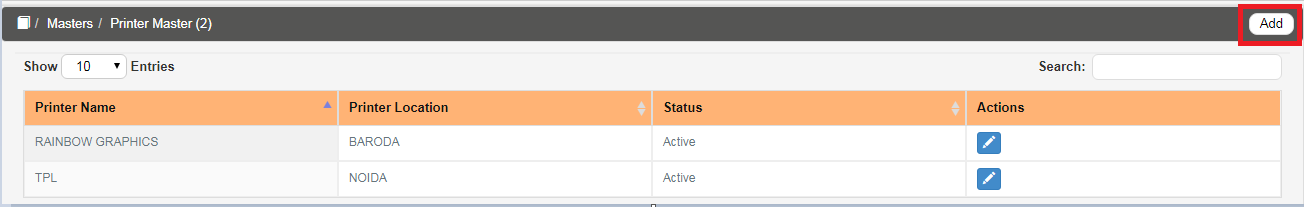 / Masters / Printer Master (2) Add
Show 10 Entries Search:
Printer Name Printer Location Status Actions
RAINBOW GRAPHICS BARODA Active
TPL NOIDA Active